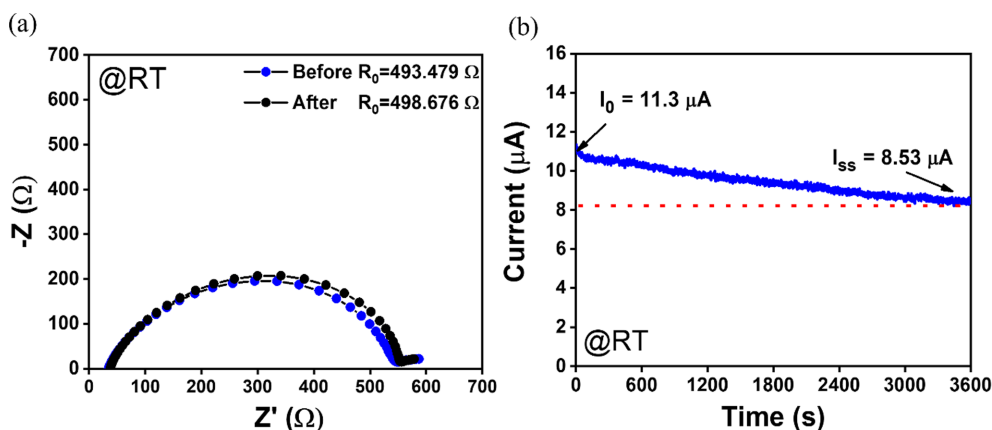 (a)
700
600
500
400
300
200
100
0
-Z (Ω)
@RT
Before R₀=493.479 Ω
After R₀=498.676 Ω
0 100 200 300 400 500 600 700
Z' (Ω)
(b)
16
14
12
10
8
6
4
2
0
Current (μA)
I₀ = 11.3 μA
Iₛₛ = 8.53 μA
@RT
0 600 1200 1800 2400 3000 3600
Time (s)